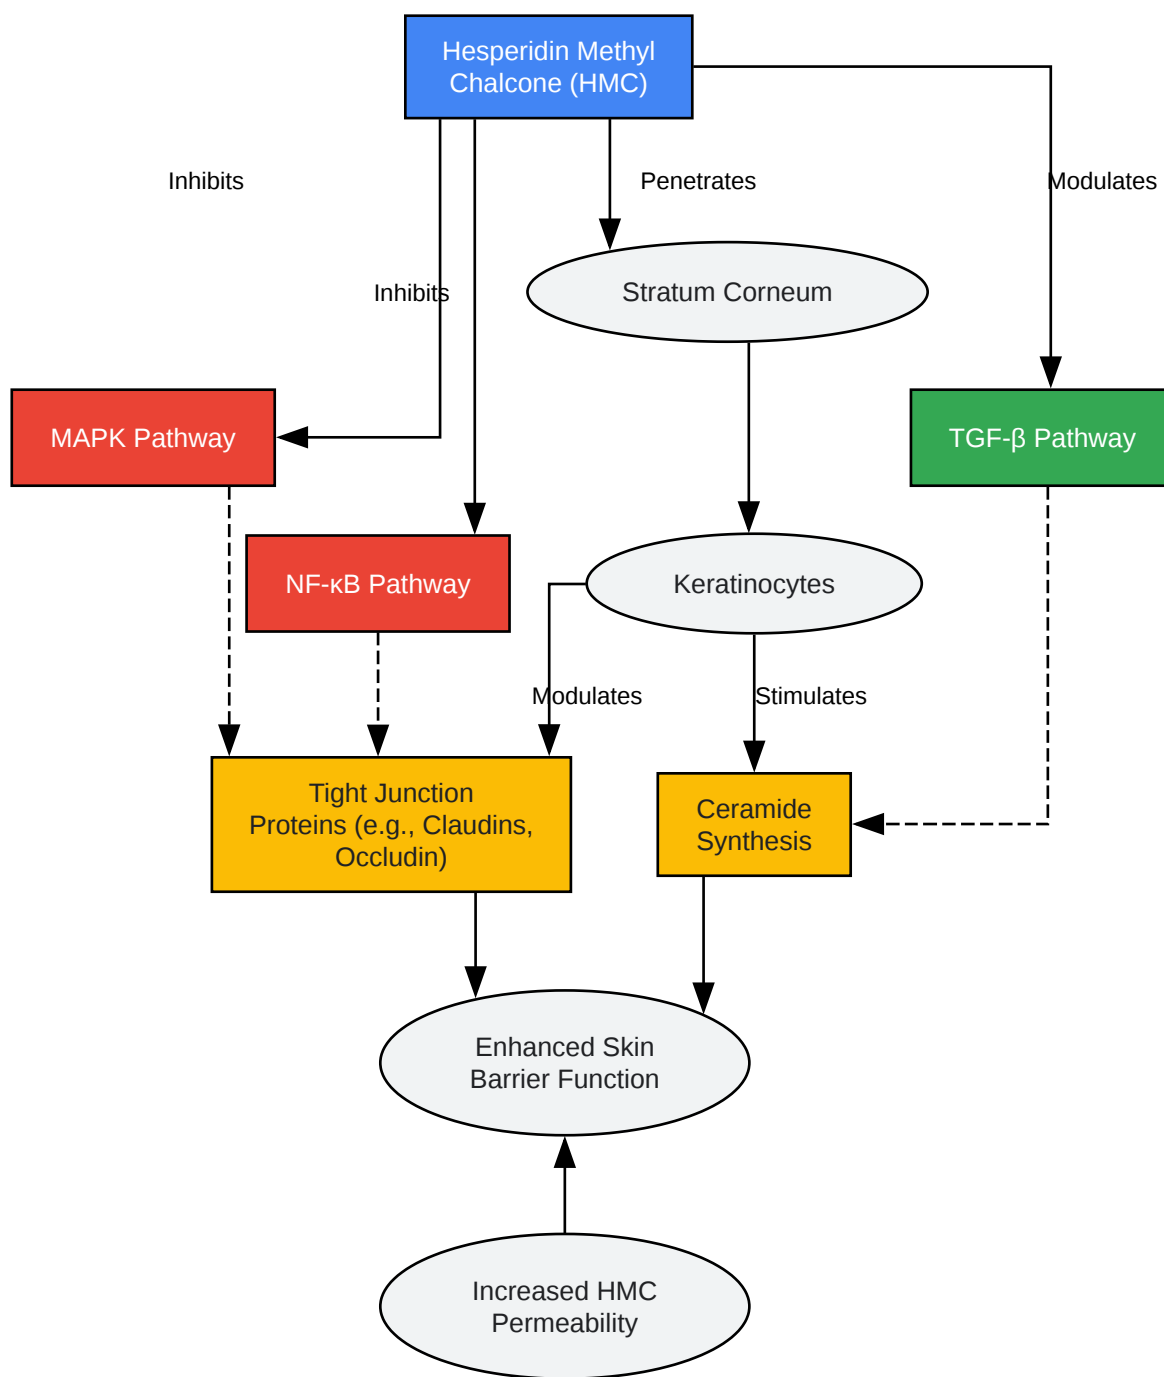 Hesperidin Methyl
Chalcone (HMC)
Inhibits
Penetrates
Modulates
Inhibits
Stratum Corneum
MAPK Pathway
TGF-β Pathway
NF-κB Pathway
Keratinocytes
Modulates
Stimulates
Tight Junction
Proteins (e.g., Claudins,
Occludin)
Ceramide
Synthesis
Enhanced Skin
Barrier Function
Increased HMC
Permeability